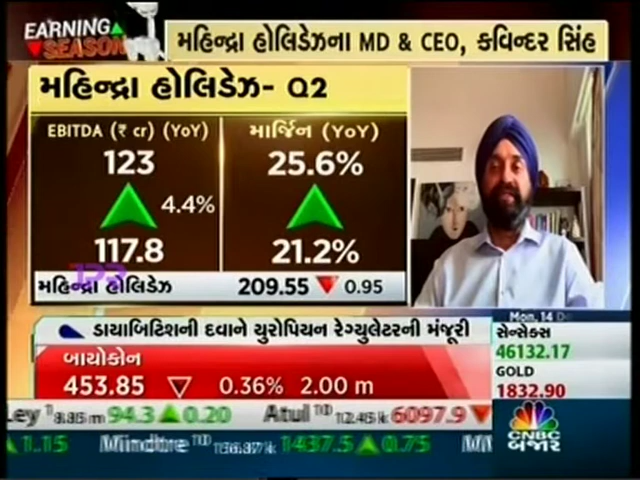 EARNING
SEASON
મહિન્દ્રા હોલિડેઝના MD & CEO, કવિન્દર સિંહ
મહિન્દ્રા હોલિડેઝ- Q2
EBITDA (₹ cr) (YoY)
માર્જિન (YoY)
123
25.6%
4.4%
117.8
21.2%
મહિન્દ્રા હોલિડેઝ 209.55 0.95
ડાયાબિટિશની દવાને યુરોપિયન રેગ્યુલેટરની મંજૂરી
બાયોકોન
453.85 0.36% 2.00 m
Mon, 14
સેન્સેક્સ
46132.17
GOLD
1832.90
Ley 94.3 0.20 Atul 6097.9
1.15 Mindtree 1437.5 0.75
CNBC
બજાર